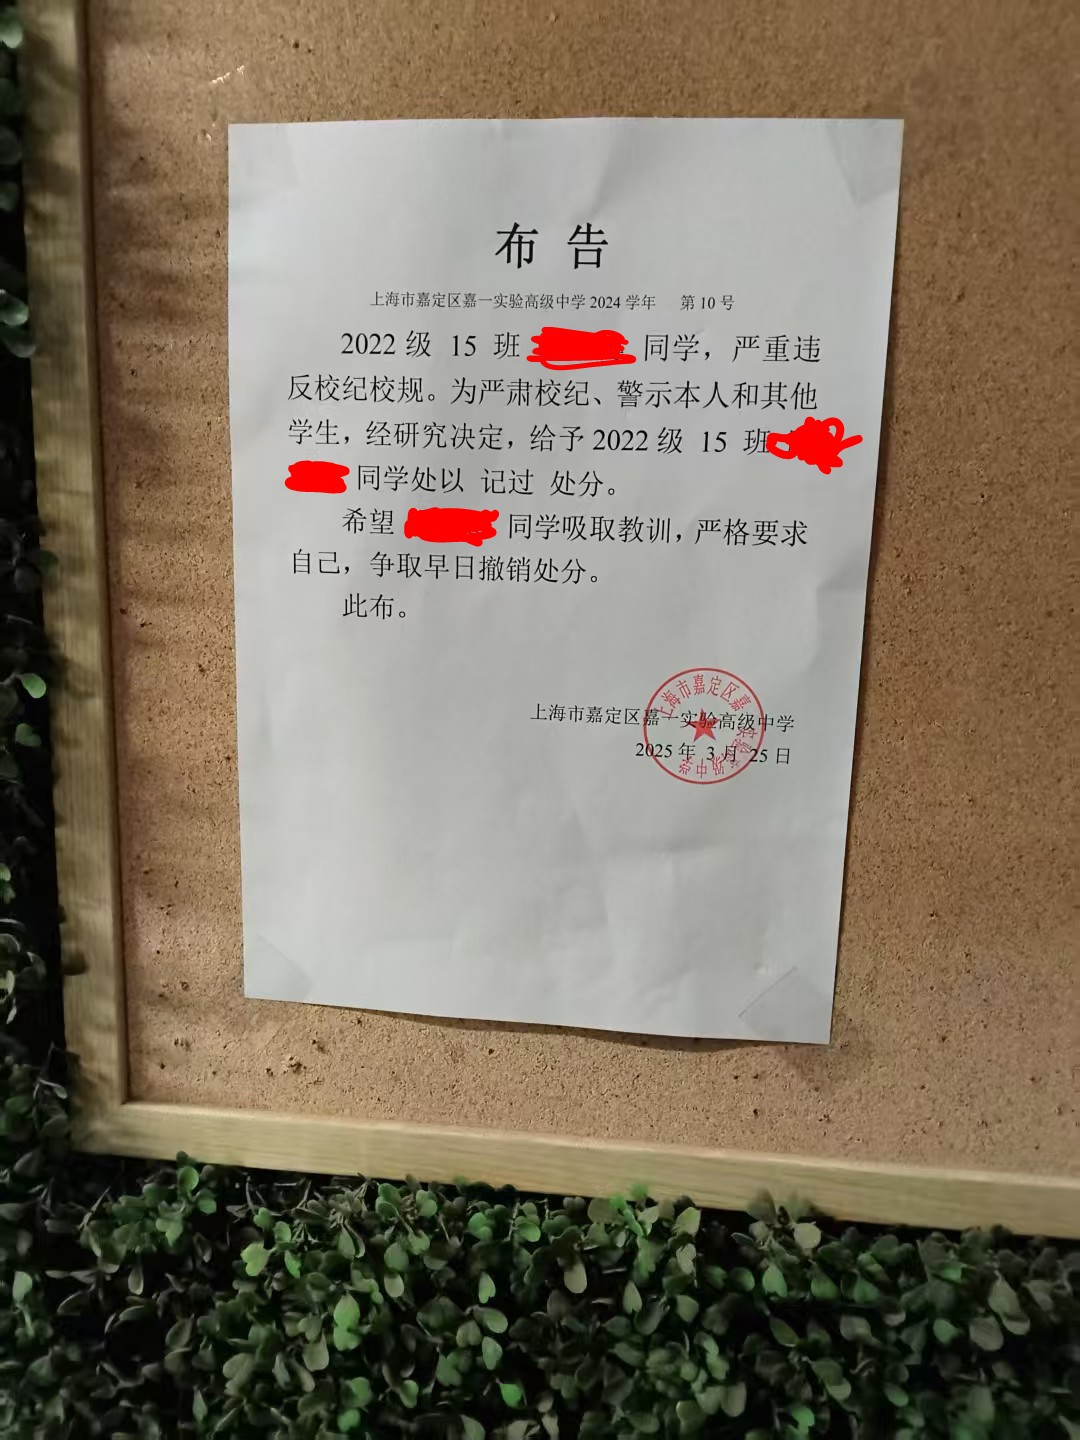 布告
上海市嘉定区嘉一实验高级中学 2024 学年 第 10 号
2022 级 15 班 同学，严重违
反校纪校规。为严肃校纪、警示本人和其他
学生，经研究决定，给予 2022 级 15 班
同学处以 记过 处分。
希望 同学吸取教训，严格要求
自己，争取早日撤销处分。
此布。
上海市嘉定区嘉一实验高级中学
2025 年 3 月 25 日
上海市嘉定区嘉一实验高级中学